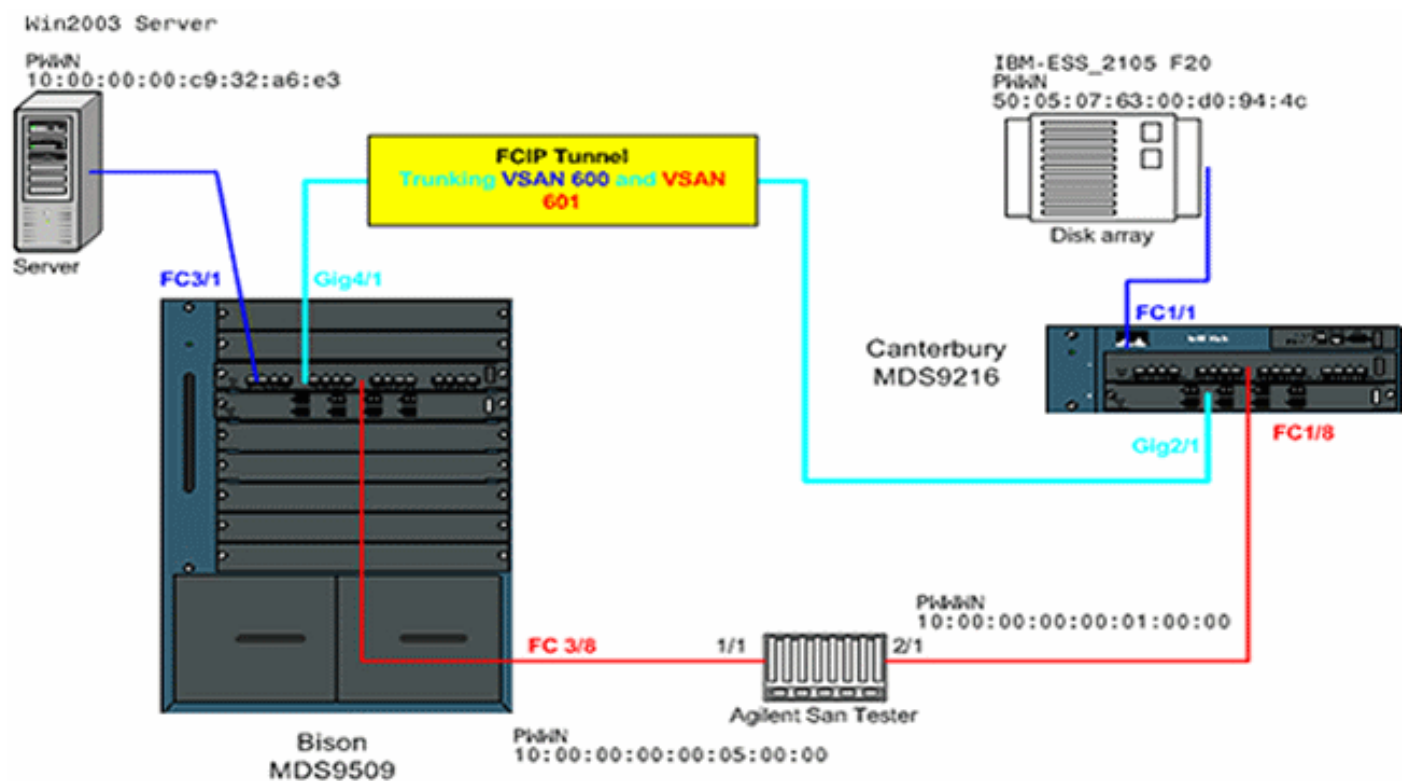 Win2003 Server
PWWN
10:00:00:00:c9:32:a6:e3
Server
FCIP Tunnel
Trunking VSAN 600 and VSAN
601
IBM-ESS_2105 F20
PWWN
50:05:07:63:00:d0:94:4c
Disk array
FC3/1
Gig4/1
FC1/1
Canterbury
MDS9216
Gig2/1
FC1/8
PWWWN
10:00:00:00:00:01:00:00
FC 3/8
1/1
2/1
Agilent San Tester
Bison
MDS9509
PWWN
10:00:00:00:00:05:00:00